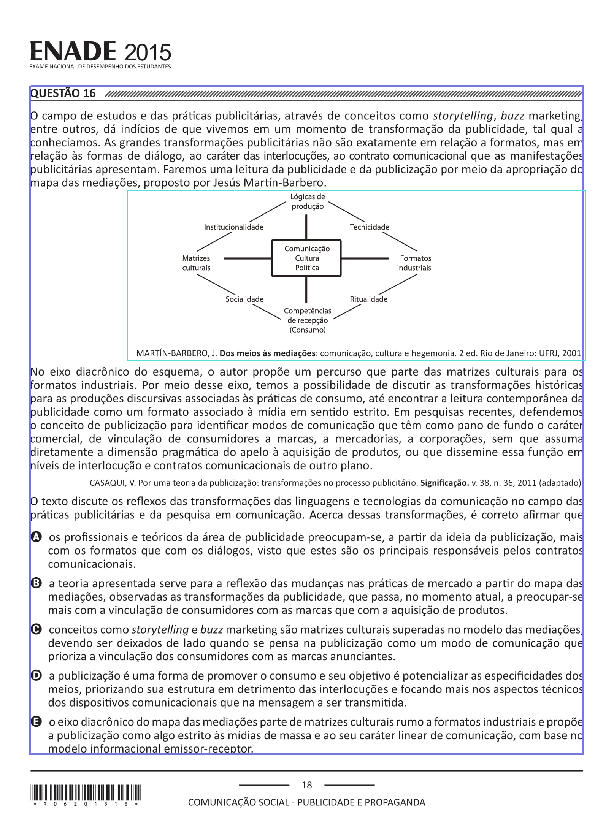 ENADE 2015
EXAME NACIONAL DE DESEMPENHO DOS ESTUDANTES
QUESTÃO 16
O campo de estudos e das práticas publicitárias, através de conceitos como storytelling, buzz marketing,
entre outros, dá indícios de que vivemos em um momento de transformação da publicidade, tal qual a
conhecíamos. As grandes transformações publicitárias não são exatamente em relação a formatos, mas em
relação às formas de diálogo, ao caráter das interlocuções, ao contrato comunicacional que as manifestações
publicitárias apresentam. Faremos uma leitura da publicidade e da publicização por meio da apropriação do
mapa das mediações, proposto por Jesús Martín-Barbero.
Lógicas de
produção
Institucionalidade
Tecnicidade
Comunicação
Cultura
Política
Matrizes
culturais
Formatos
industriais
Socialidade
Ritualidade
Competências
de recepção
(Consumo)
MARTÍN-BARBERO, J. Dos meios às mediações: comunicação, cultura e hegemonia. 2 ed. Rio de Janeiro: UFRJ, 2001
No eixo diacrônico do esquema, o autor propõe um percurso que parte das matrizes culturais para os
formatos industriais. Por meio desse eixo, temos a possibilidade de discutir as transformações históricas
para as produções discursivas associadas às práticas de consumo, até encontrar a leitura contemporânea da
publicidade como um formato associado à mídia em sentido estrito. Em pesquisas recentes, defendemos
o conceito de publicização para identificar modos de comunicação que têm como pano de fundo o caráter
comercial, de vinculação de consumidores a marcas, a mercadorias, a corporações, sem que assuma
diretamente a dimensão pragmática do apelo à aquisição de produtos, ou que dissemine essa função em
níveis de interlocução e contratos comunicacionais de outro plano.
CASAQUI, V. Por uma teoria da publicização: transformações no processo publicitário. Significação. v. 38, n. 36, 2011 (adaptado)
O texto discute os reflexos das transformações das linguagens e tecnologias da comunicação no campo das
práticas publicitárias e da pesquisa em comunicação. Acerca dessas transformações, é correto afirmar que
A os profissionais e teóricos da área de publicidade preocupam-se, a partir da ideia da publicização, mais
com os formatos que com os diálogos, visto que estes são os principais responsáveis pelos contratos
comunicacionais.
B a teoria apresentada serve para a reflexão das mudanças nas práticas de mercado a partir do mapa das
mediações, observadas as transformações da publicidade, que passa, no momento atual, a preocupar-se
mais com a vinculação de consumidores com as marcas que com a aquisição de produtos.
C conceitos como storytelling e buzz marketing são matrizes culturais superadas no modelo das mediações,
devendo ser deixados de lado quando se pensa na publicização como um modo de comunicação que
prioriza a vinculação dos consumidores com as marcas anunciantes.
D a publicização é uma forma de promover o consumo e seu objetivo é potencializar as especificidades dos
meios, priorizando sua estrutura em detrimento das interlocuções e focando mais nos aspectos técnicos
dos dispositivos comunicacionais que na mensagem a ser transmitida.
E o eixo diacrônico do mapa das mediações parte de matrizes culturais rumo a formatos industriais e propõe
a publicização como algo estrito às mídias de massa e ao seu caráter linear de comunicação, com base no
modelo informacional emissor-receptor.
18
COMUNICAÇÃO SOCIAL - PUBLICIDADE E PROPAGANDA